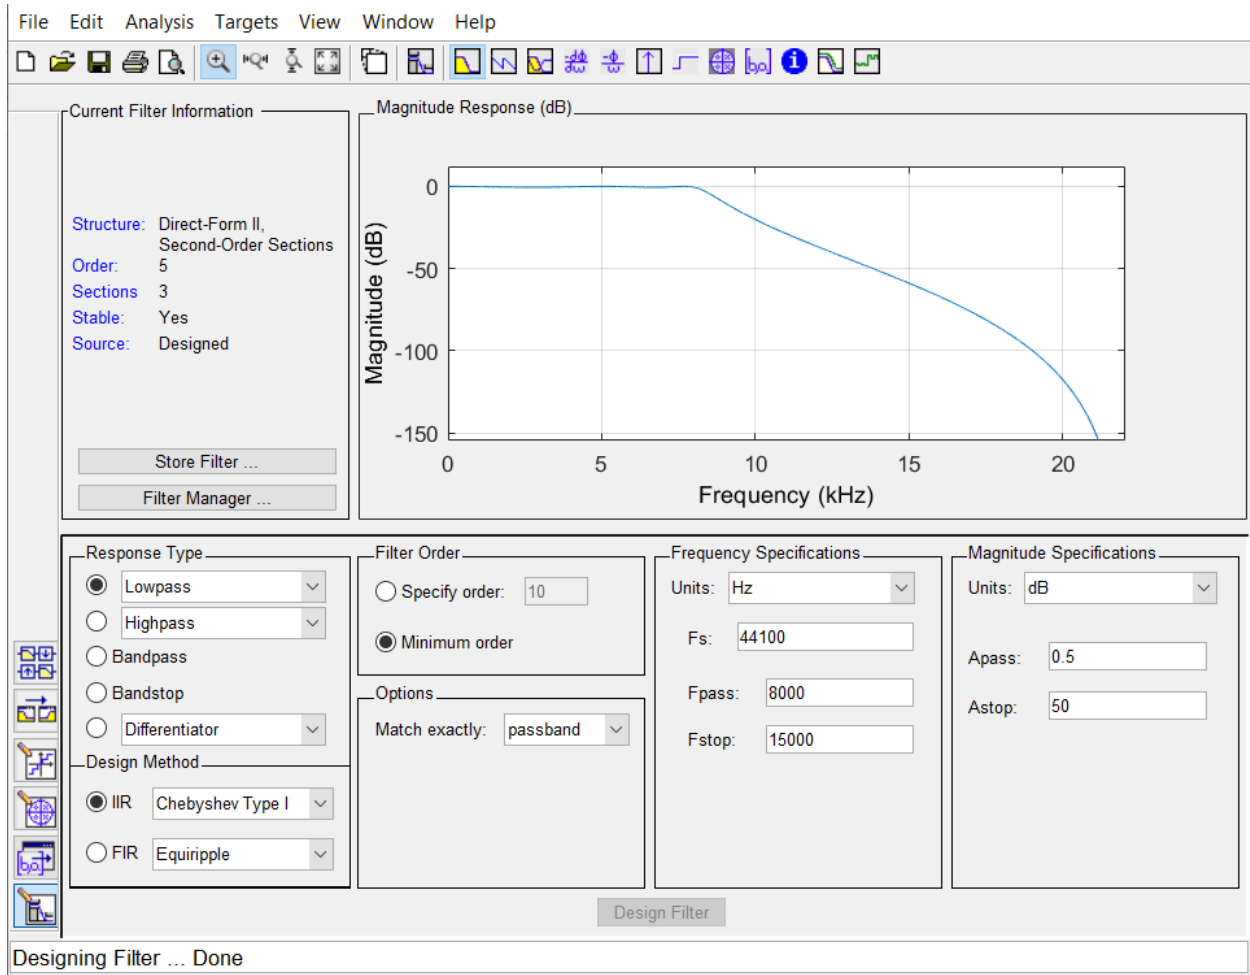 File Edit Analysis Targets View Window Help
Current Filter Information
Structure: Direct-Form II,
Second-Order Sections
Order: 5
Sections 3
Stable: Yes
Source: Designed
Store Filter ...
Filter Manager ...
Magnitude Response (dB)
Magnitude (dB)
0
-50
-100
-150
0 5 10 15 20
Frequency (kHz)
Response Type
Lowpass
Highpass
Bandpass
Bandstop
Differentiator
Design Method
IIR Chebyshev Type I
FIR Equiripple
Filter Order
Specify order: 10
Minimum order
Options
Match exactly: passband
Frequency Specifications
Units: Hz
Fs: 44100
Fpass: 8000
Fstop: 15000
Magnitude Specifications
Units: dB
Apass: 0.5
Astop: 50
Design Filter
Designing Filter ... Done